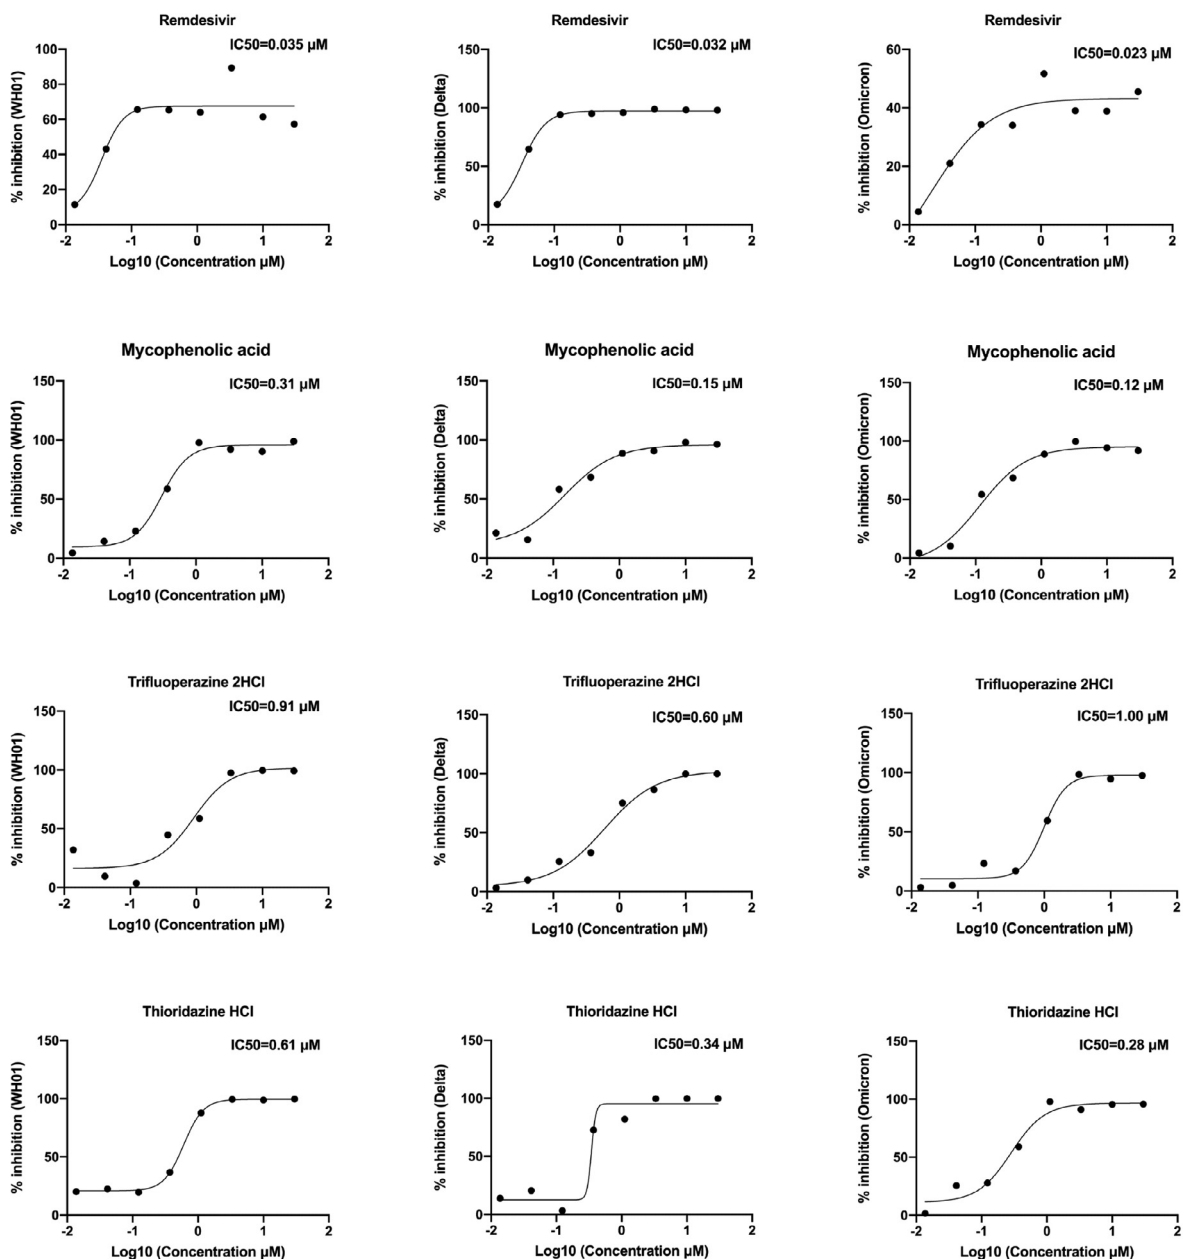 Remdesivir
IC50=0.035 µM
% inhibition (WH01)
100
80
60
40
20
0
-2 -1 0 1 2
Log10 (Concentration µM)
Remdesivir
IC50=0.032 µM
% inhibition (Delta)
150
100
50
0
-2 -1 0 1 2
Log10 (Concentration µM)
Remdesivir
IC50=0.023 µM
% inhibition (Omicron)
60
40
20
0
-2 -1 0 1 2
Log10 (Concentration µM)
Mycophenolic acid
IC50=0.31 µM
% inhibition (WH01)
150
100
50
0
-2 -1 0 1 2
Log10 (Concentration µM)
Mycophenolic acid
IC50=0.15 µM
% inhibition (Delta)
150
100
50
0
-2 -1 0 1 2
Log10 (Concentration µM)
Mycophenolic acid
IC50=0.12 µM
% inhibition (Omicron)
150
100
50
0
-2 -1 0 1 2
Log10 (Concentration µM)
Trifluoperazine 2HCl
IC50=0.91 µM
% inhibition (WH01)
150
100
50
0
-2 -1 0 1 2
Log10 (Concentration µM)
Trifluoperazine 2HCl
IC50=0.60 µM
% inhibition (Delta)
150
100
50
0
-2 -1 0 1 2
Log10 (Concentration µM)
Trifluoperazine 2HCl
IC50=1.00 µM
% inhibition (Omicron)
150
100
50
0
-2 -1 0 1 2
Log10 (Concentration µM)
Thioridazine HCl
IC50=0.61 µM
% inhibition (WH01)
150
100
50
0
-2 -1 0 1 2
Log10 (Concentration µM)
Thioridazine HCl
IC50=0.34 µM
% inhibition (Delta)
150
100
50
0
-2 -1 0 1 2
Log10 (Concentration µM)
Thioridazine HCl
IC50=0.28 µM
% inhibition (Omicron)
150
100
50
0
-2 -1 0 1 2
Log10 (Concentration µM)